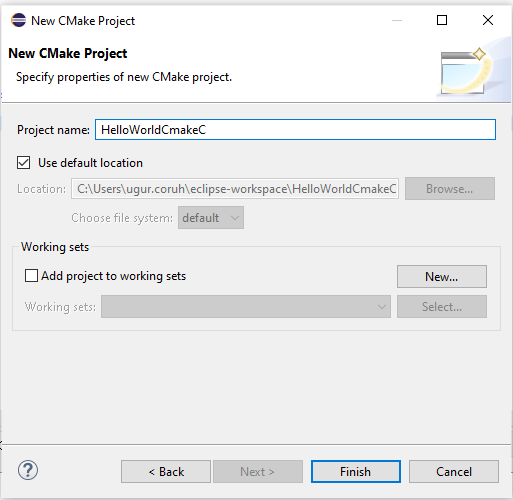 New CMake Project
New CMake Project
Specify properties of new CMake project.
Project name: HelloWorldCmakeC
Use default location
Location: C:\Users\ugur.coruh\eclipse-workspace\HelloWorldCmakeC Browse...
Choose file system: default
Working sets
Add project to working sets New...
Working sets: Select...
? < Back Next > Finish Cancel